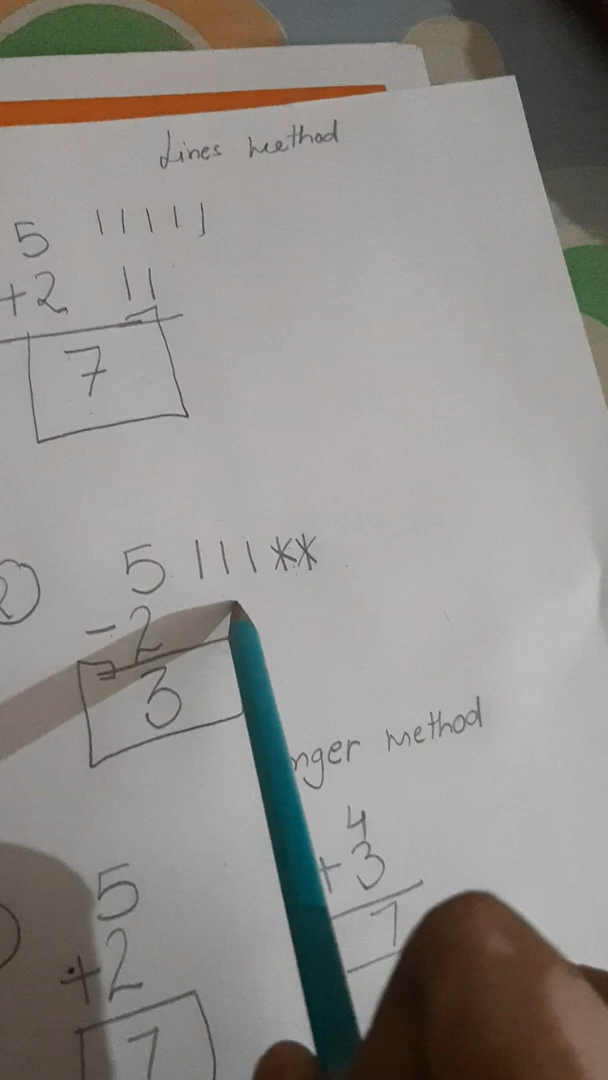 Lines Method
5 | | | | |
+2 | |
7
5 | | | * *
-2
3
nger method
4
+3
7
5
+2
7